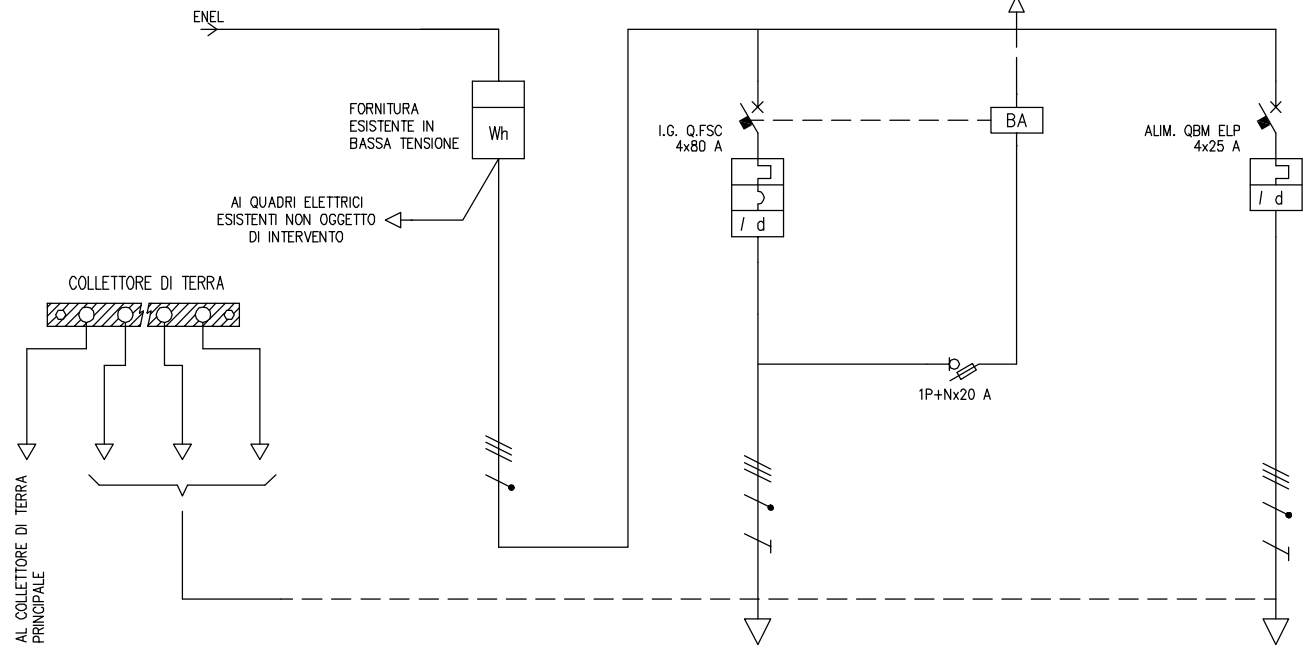 ENEL
FORNITURA
ESISTENTE IN
BASSA TENSIONE
Wh
I.G. Q.FSC
4x80 A
BA
ALIM. QBM ELP
4x25 A
I d
I d
AI QUADRI ELETTRICI
ESISTENTI NON OGGETTO
DI INTERVENTO
COLLETTORE DI TERRA
1P+Nx20 A
AL COLLETTORE DI TERRA
PRINCIPALE